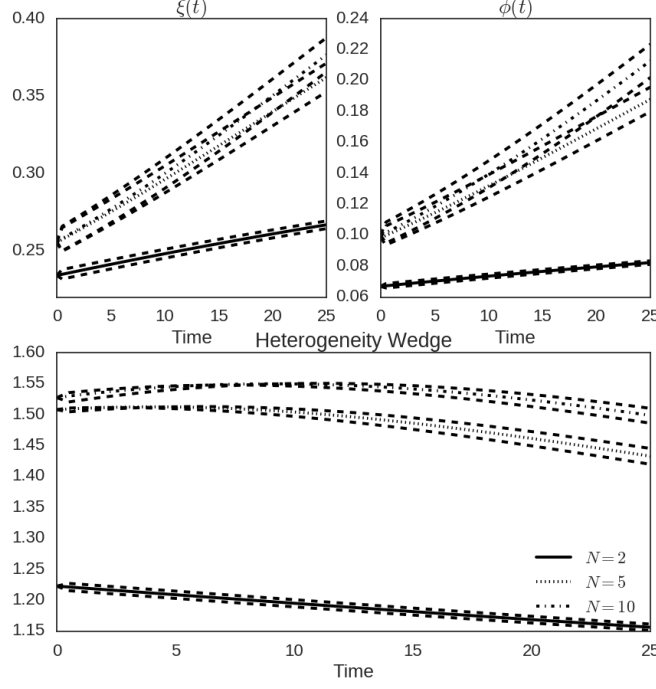 ξ(t)
0.40
0.35
0.30
0.25
0 5 10 15 20 25
Time
ϕ(t)
0.24
0.22
0.20
0.18
0.16
0.14
0.12
0.10
0.08
0.06
0 5 10 15 20 25
Time
Heterogeneity Wedge
1.60
1.55
1.50
1.45
1.40
1.35
1.30
1.25
1.20
1.15
0 5 10 15 20 25
Time
N = 2
N = 5
N = 10